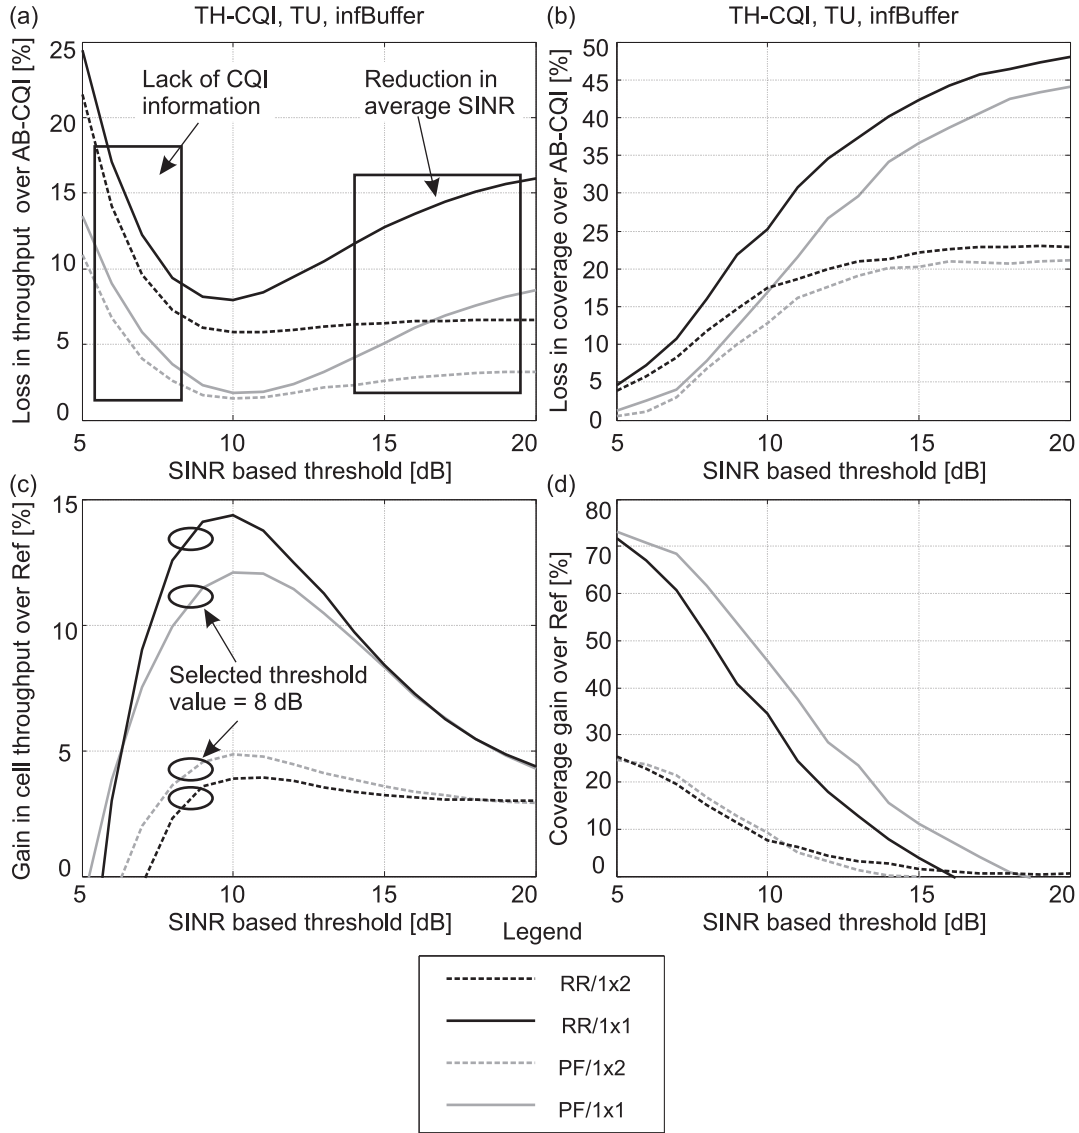 (a)
TH-CQI, TU, infBuffer
(b)
TH-CQI, TU, infBuffer
Loss in throughput over AB-CQI [%]
25
20
15
10
5
0
Lack of CQI
information
Reduction in
average SINR
5
10
15
20
SINR based threshold [dB]
Loss in coverage over AB-CQI [%]
50
45
40
35
30
25
20
15
10
5
0
5
10
15
20
SINR based threshold [dB]
(c)
Gain in cell throughput over Ref [%]
15
10
5
0
Selected threshold
value = 8 dB
5
10
15
20
SINR based threshold [dB]
(d)
Coverage gain over Ref [%]
80
70
60
50
40
30
20
10
0
5
10
15
20
SINR based threshold [dB]
Legend
RR/1x2
RR/1x1
PF/1x2
PF/1x1